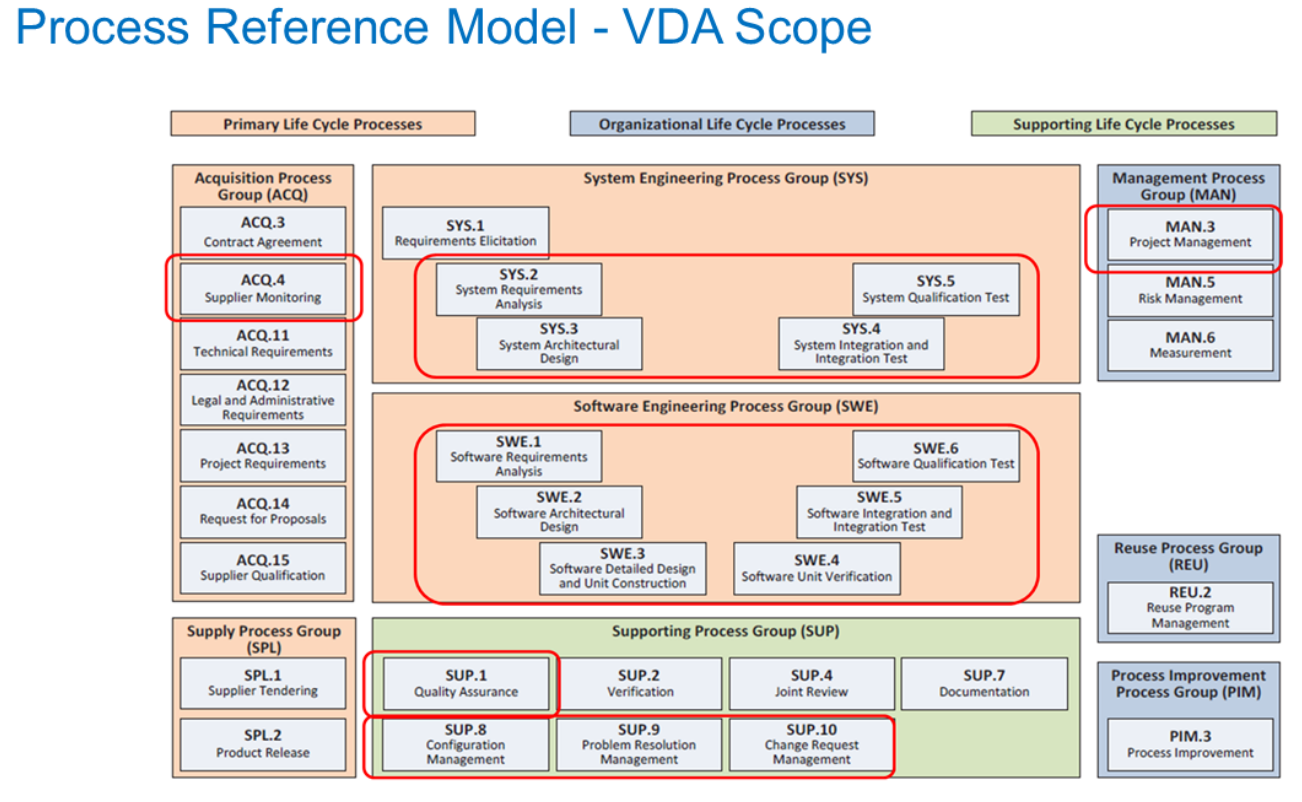 Process Reference Model - VDA Scope
Primary Life Cycle Processes
Organizational Life Cycle Processes
Supporting Life Cycle Processes
Acquisition Process
Group (ACQ)
ACQ.3
Contract Agreement
ACQ.4
Supplier Monitoring
ACQ.11
Technical Requirements
ACQ.12
Legal and Administrative
Requirements
ACQ.13
Project Requirements
ACQ.14
Request for Proposals
ACQ.15
Supplier Qualification
System Engineering Process Group (SYS)
SYS.1
Requirements Elicitation
SYS.2
System Requirements
Analysis
SYS.3
System Architectural
Design
SYS.5
System Qualification Test
SYS.4
System Integration and
Integration Test
Management Process
Group (MAN)
MAN.3
Project Management
MAN.5
Risk Management
MAN.6
Measurement
Software Engineering Process Group (SWE)
SWE.1
Software Requirements
Analysis
SWE.2
Software Architectural
Design
SWE.3
Software Detailed Design
and Unit Construction
SWE.6
Software Qualification Test
SWE.5
Software Integration and
Integration Test
SWE.4
Software Unit Verification
Reuse Process Group
(REU)
REU.2
Reuse Program
Management
Supply Process Group
(SPL)
SPL.1
Supplier Tendering
SPL.2
Product Release
Supporting Process Group (SUP)
SUP.1
Quality Assurance
SUP.2
Verification
SUP.4
Joint Review
SUP.7
Documentation
SUP.8
Configuration
Management
SUP.9
Problem Resolution
Management
SUP.10
Change Request
Management
Process Improvement
Process Group (PIM)
PIM.3
Process Improvement